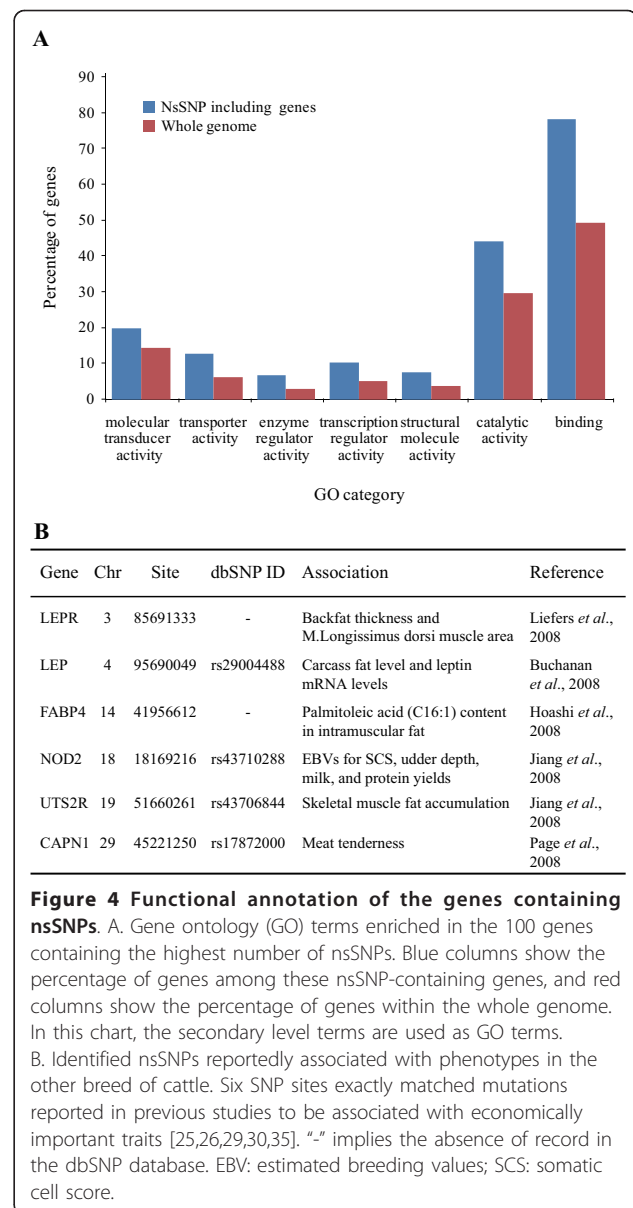 A
Percentage of genes
90
80
70
60
50
40
30
20
10
0
NsSNP including genes
Whole genome
molecular transducer activity
transporter activity
enzyme regulator activity
transcription regulator activity
structural molecule activity
catalytic activity
binding
GO category
B
Gene Chr Site dbSNP ID Association Reference
LEPR 3 85691333 - Backfat thickness and Liefers et al.,
M.Longissimus dorsi muscle area 2008
LEP 4 95690049 rs29004488 Carcass fat level and leptin Buchanan
mRNA levels et al., 2008
FABP4 14 41956612 - Palmitoleic acid (C16:1) content Hoashi et al.,
in intramuscular fat 2008
NOD2 18 18169216 rs43710288 EBVs for SCS, udder depth, Jiang et al.,
milk, and protein yields 2008
UTS2R 19 51660261 rs43706844 Skeletal muscle fat accumulation Jiang et al.,
2008
CAPN1 29 45221250 rs17872000 Meat tenderness Page et al.,
2008
Figure 4 Functional annotation of the genes containing
nsSNPs. A. Gene ontology (GO) terms enriched in the 100 genes
containing the highest number of nsSNPs. Blue columns show the
percentage of genes among these nsSNP-containing genes, and red
columns show the percentage of genes within the whole genome.
In this chart, the secondary level terms are used as GO terms.
B. Identified nsSNPs reportedly associated with phenotypes in the
other breed of cattle. Six SNP sites exactly matched mutations
reported in previous studies to be associated with economically
important traits [25,26,29,30,35]. "-" implies the absence of record in
the dbSNP database. EBV: estimated breeding values; SCS: somatic
cell score.